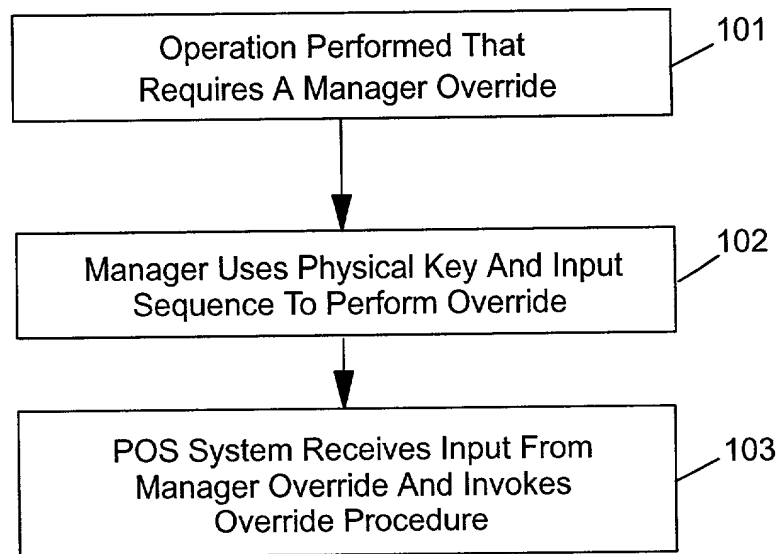 Operation Performed That
Requires A Manager Override
101
Manager Uses Physical Key And Input
Sequence To Perform Override
102
POS System Receives Input From
Manager Override And Invokes
Override Procedure
103